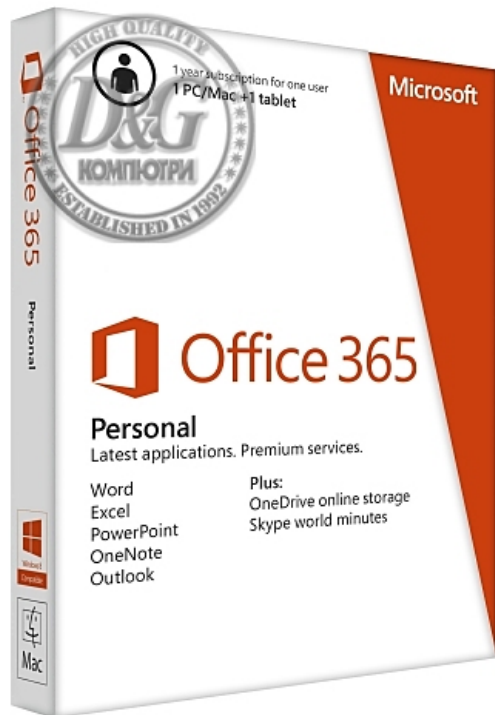 HIGH QUALITY
D&G
КОМПЮТРИ
ESTABLISHED IN 1992
1 year subscription for one user
1 PC/Mac +1 tablet
Microsoft
Office 365
Personal
Office 365
Personal
Latest applications. Premium services.
Word
Excel
PowerPoint
OneNote
Outlook
Plus:
OneDrive online storage
Skype world minutes
Mac